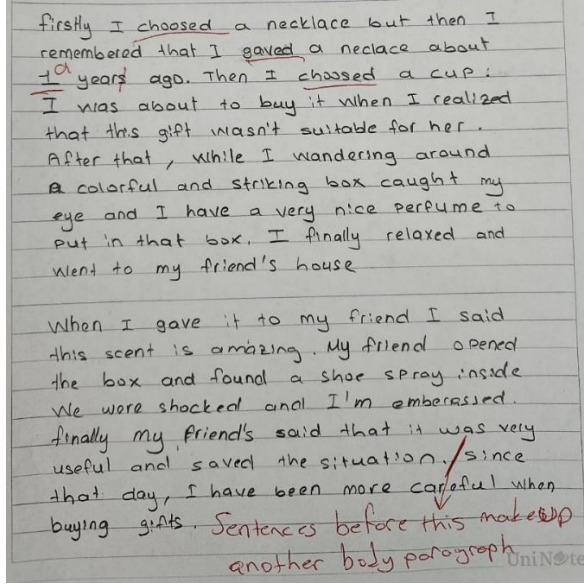 firstly I choosed a necklace but then I
remembered that I gaved a neclace about
a years ago. Then I choosed a cup.
I was about to buy it when I realized
that this gift wasn't suitable for her.
After that, while I wandering around
a colorful and striking box caught my
eye and I have a very nice perfume to
put in that box. I finally relaxed and
went to my friend's house
When I gave it to my friend I said
this scent is amazing. My friend opened
the box and found a shoe spray inside
We were shocked and I'm emberassed.
finally my friend's said that it was very
useful and saved the situation. / since
that day, I have been more careful when
buying gifts. Sentences before this makeup
another body paragraph
UniNote